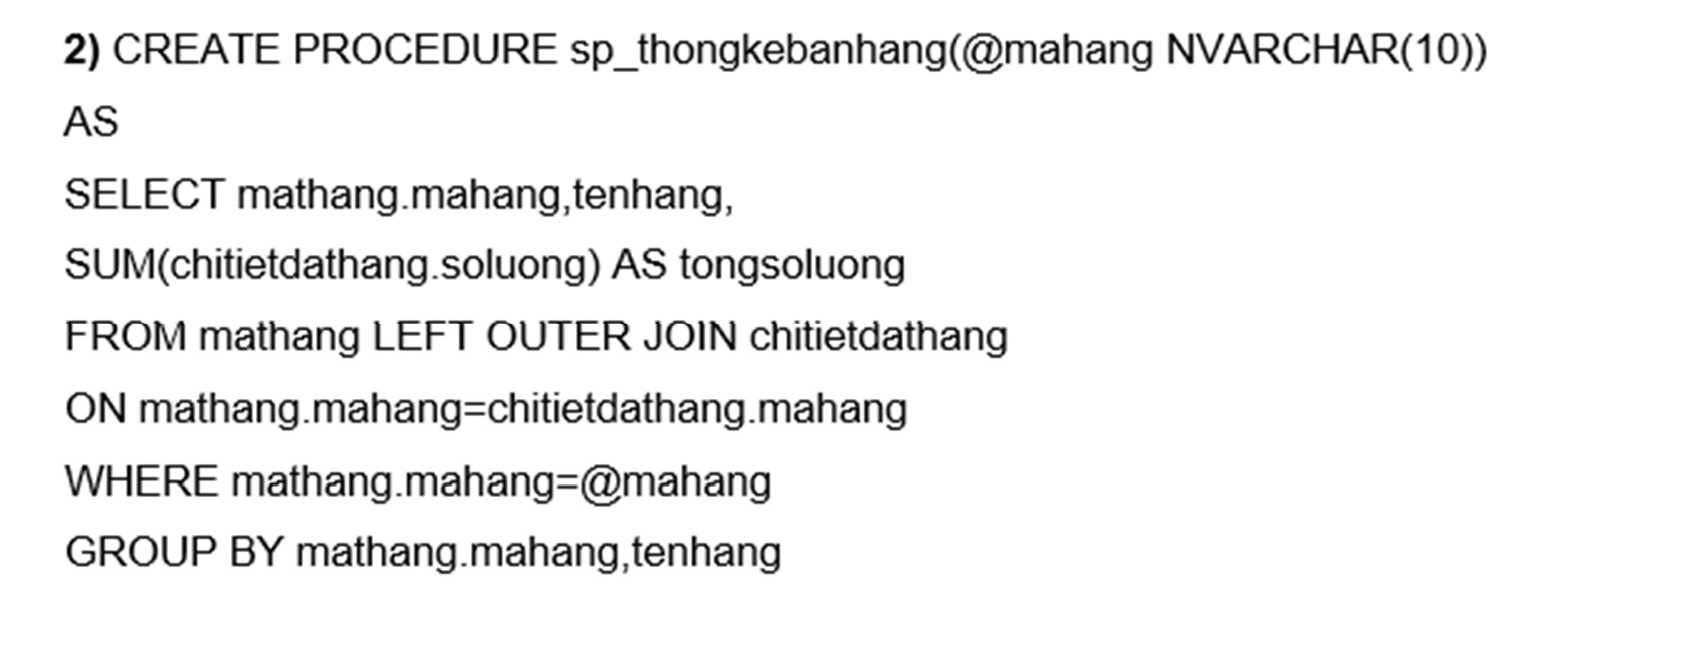 2) CREATE PROCEDURE sp_thongkebanhang(@mahang NVARCHAR(10))
AS
SELECT mathang.mahang,tenhang,
SUM(chitietdathang.soluong) AS tongsoluong
FROM mathang LEFT OUTER JOIN chitietdathang
ON mathang.mahang=chitietdathang.mahang
WHERE mathang.mahang=@mahang
GROUP BY mathang.mahang,tenhang